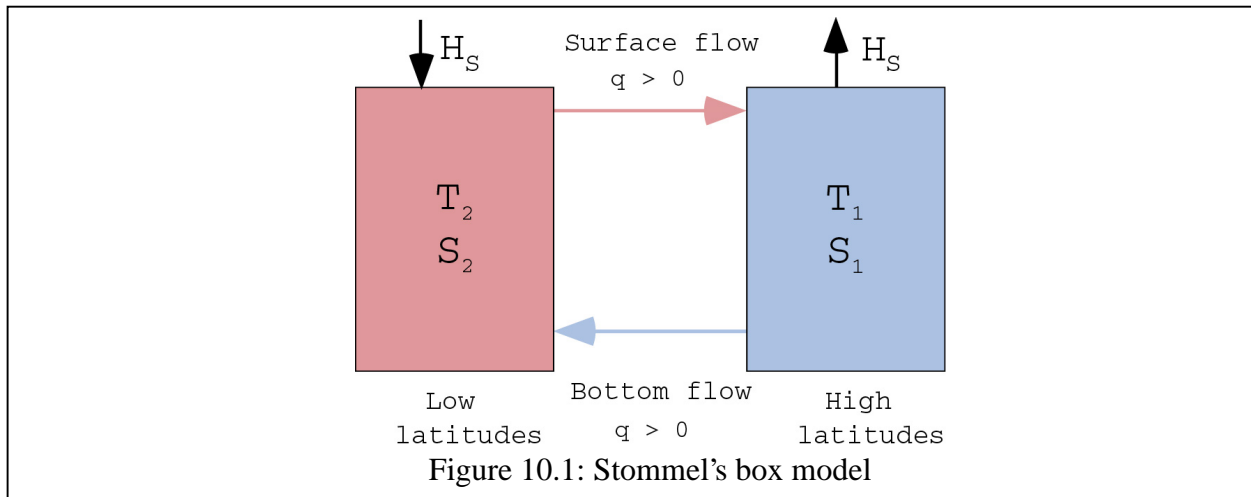 H_S
Surface flow
q > 0
H_S
T_2
S_2
T_1
S_1
Low
latitudes
Bottom flow
q > 0
High
latitudes
Figure 10.1: Stommel's box model